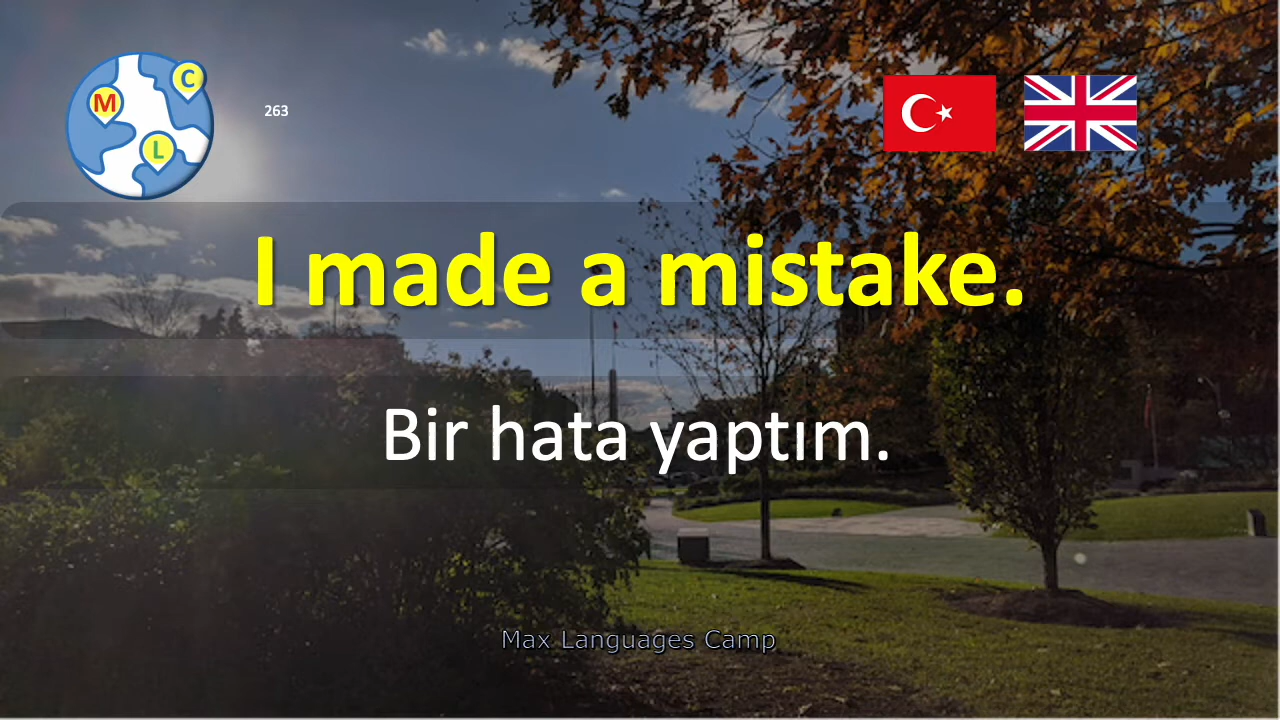 C
M
263
L
I made a mistake.
Bir hata yaptım.
Max Languages Camp